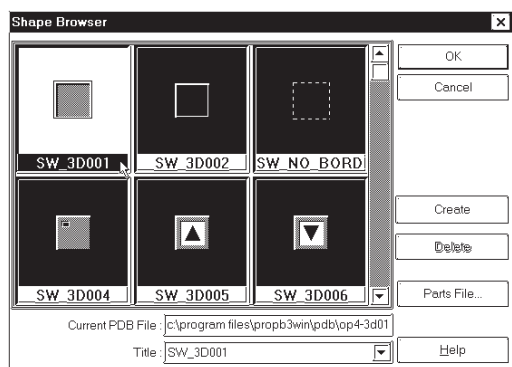 Shape Browser
OK
Cancel
SW_3D001
SW_3D002
SW_NO_BORD
Create
Delete
SW_3D004
SW_3D005
SW_3D006
Parts File...
Current PDB File : c:\program files\propb3win\pdb\op4-3d01
Title : SW_3D001
Help